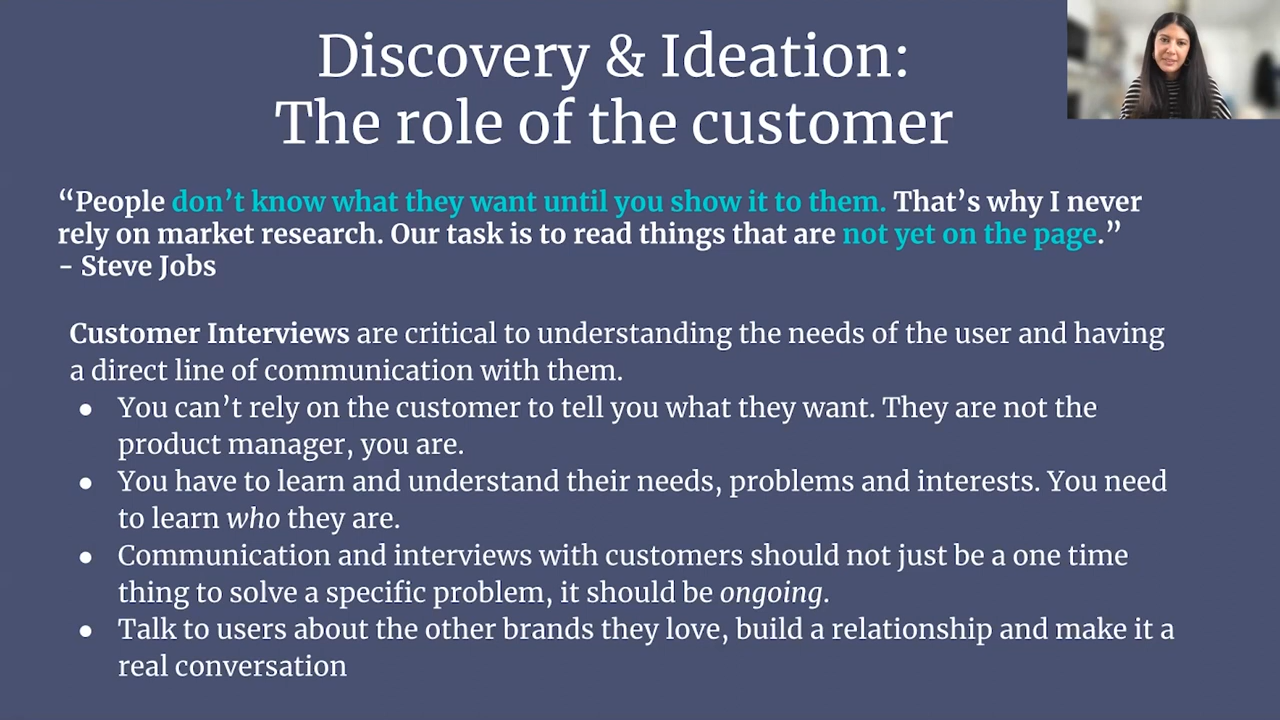 Discovery & Ideation:
The role of the customer
“People don’t know what they want until you show it to them. That’s why I never
rely on market research. Our task is to read things that are not yet on the page.”
- Steve Jobs
Customer Interviews are critical to understanding the needs of the user and having
a direct line of communication with them.
● You can’t rely on the customer to tell you what they want. They are not the
product manager, you are.
● You have to learn and understand their needs, problems and interests. You need
to learn who they are.
● Communication and interviews with customers should not just be a one time
thing to solve a specific problem, it should be ongoing.
● Talk to users about the other brands they love, build a relationship and make it a
real conversation